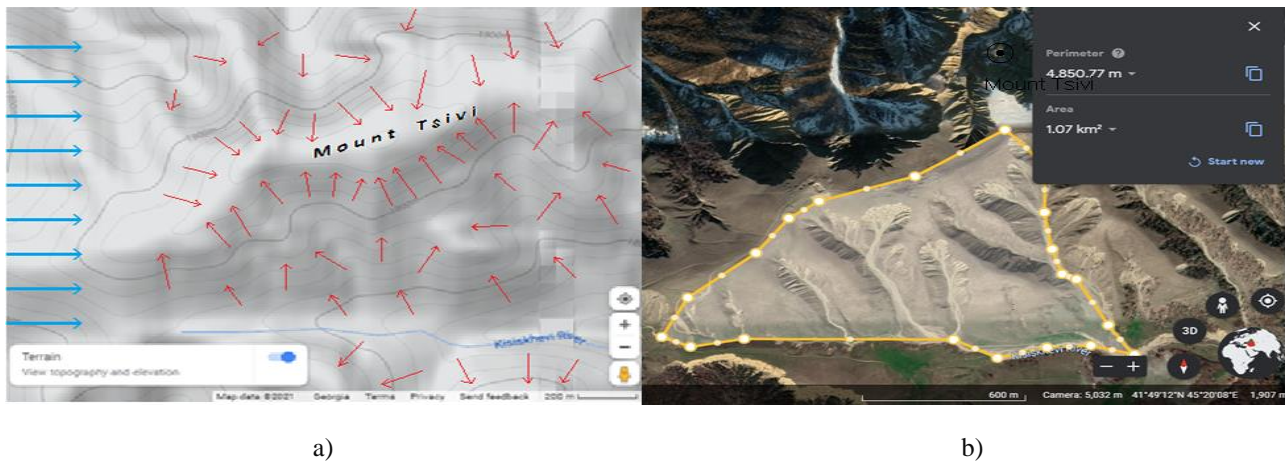 Mount Tsivi
Kisiskhevi River
Terrain
View topography and elevation
Map data ©2021 Georgia Terms Privacy Send feedback 200 m
Mount Tsivi
Perimeter
4.850.77 m
Area
1.07 km²
Start new
3D
600 m Camera: 5,032 m 41°49'12"N 45°20'08"E 1,907 m
a)
b)